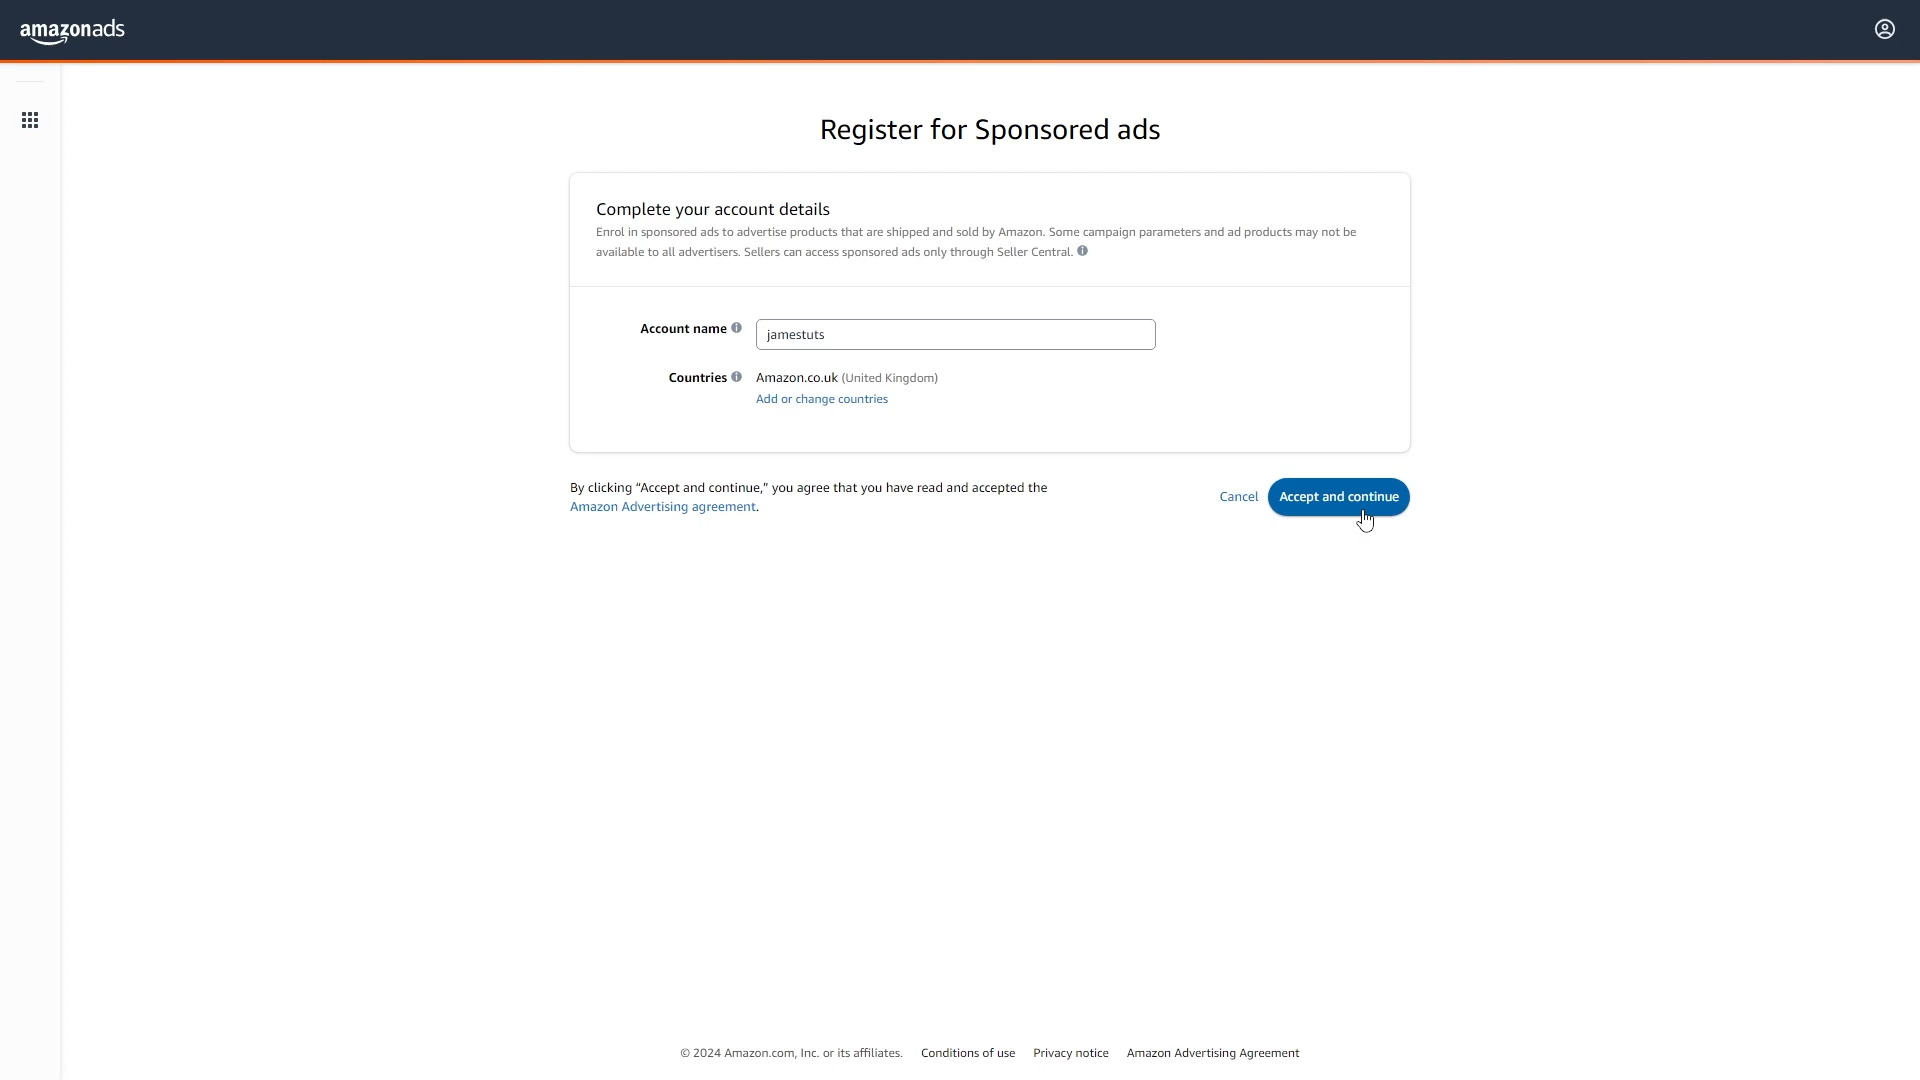 amazonads
Register for Sponsored ads
Complete your account details
Enrol in sponsored ads to advertise products that are shipped and sold by Amazon. Some campaign parameters and ad products may not be
available to all advertisers. Sellers can access sponsored ads only through Seller Central.
Account name
jamestuts
Countries
Amazon.co.uk (United Kingdom)
Add or change countries
By clicking “Accept and continue,” you agree that you have read and accepted the
Amazon Advertising agreement.
Cancel
Accept and continue
© 2024 Amazon.com, Inc. or its affiliates. Conditions of use Privacy notice Amazon Advertising Agreement